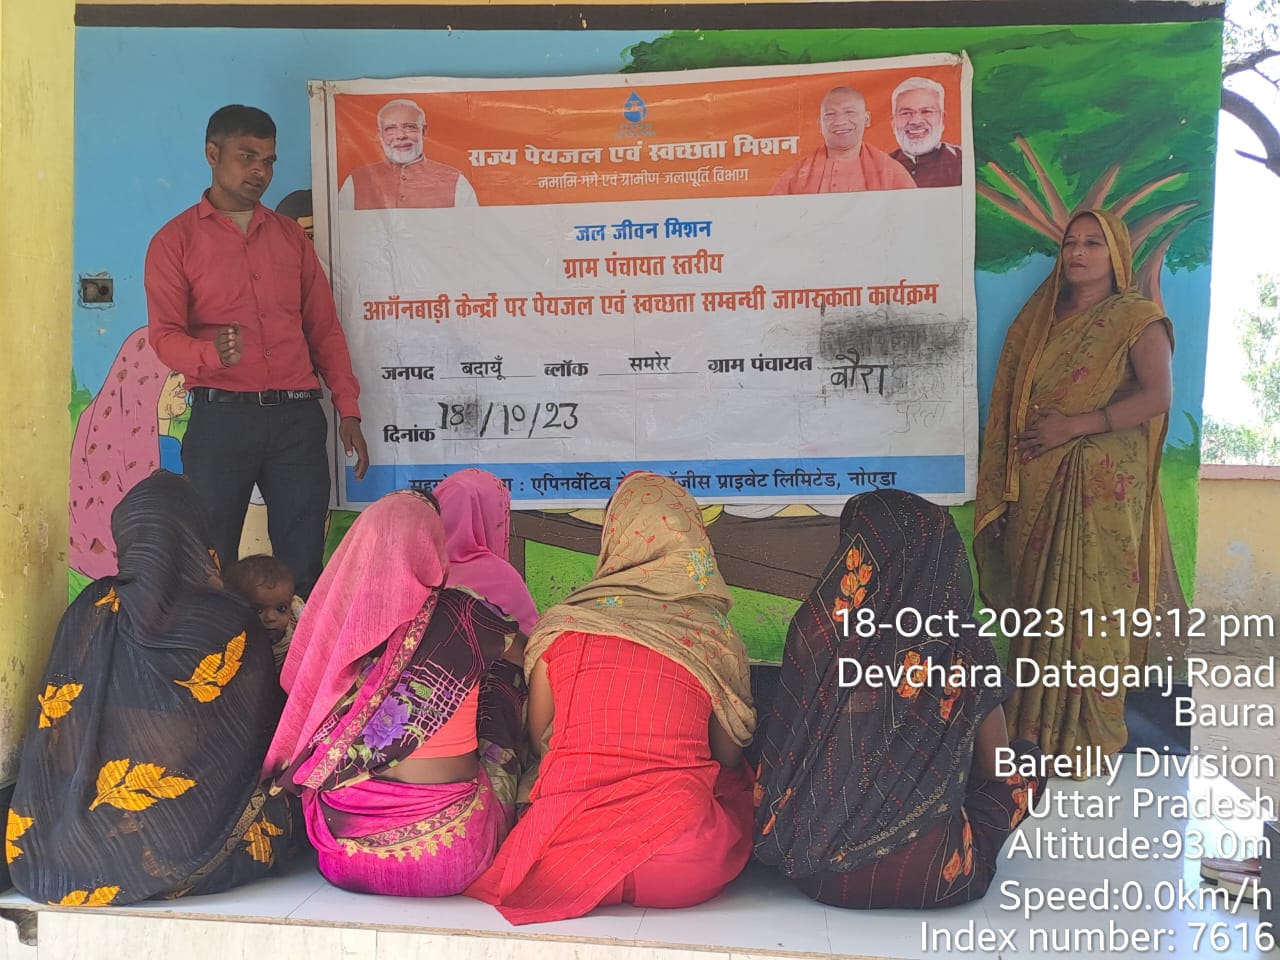 राज्य पेयजल एवं स्वच्छता मिशन
नमामि गंगे एवं ग्रामीण जलापूर्ति विभाग
जल जीवन मिशन
ग्राम पंचायत स्तरीय
आगॅनबाड़ी केन्द्रों पर पेयजल एवं स्वच्छता सम्बन्धी जागरुकता कार्यक्रम
जनपद बदायूँ ब्लॉक समरेर ग्राम पंचायत बौरा
दिनांक 18/10/23
: एपिनर्वेंटिव प्राइवेट लिमिटेड, नोएडा
WOODL
18-Oct-2023 1:19:12 pm
Devchara Dataganj Road
Baura
Bareilly Division
Uttar Pradesh
Altitude:93.0m
Speed:0.0km/h
Index number: 7616